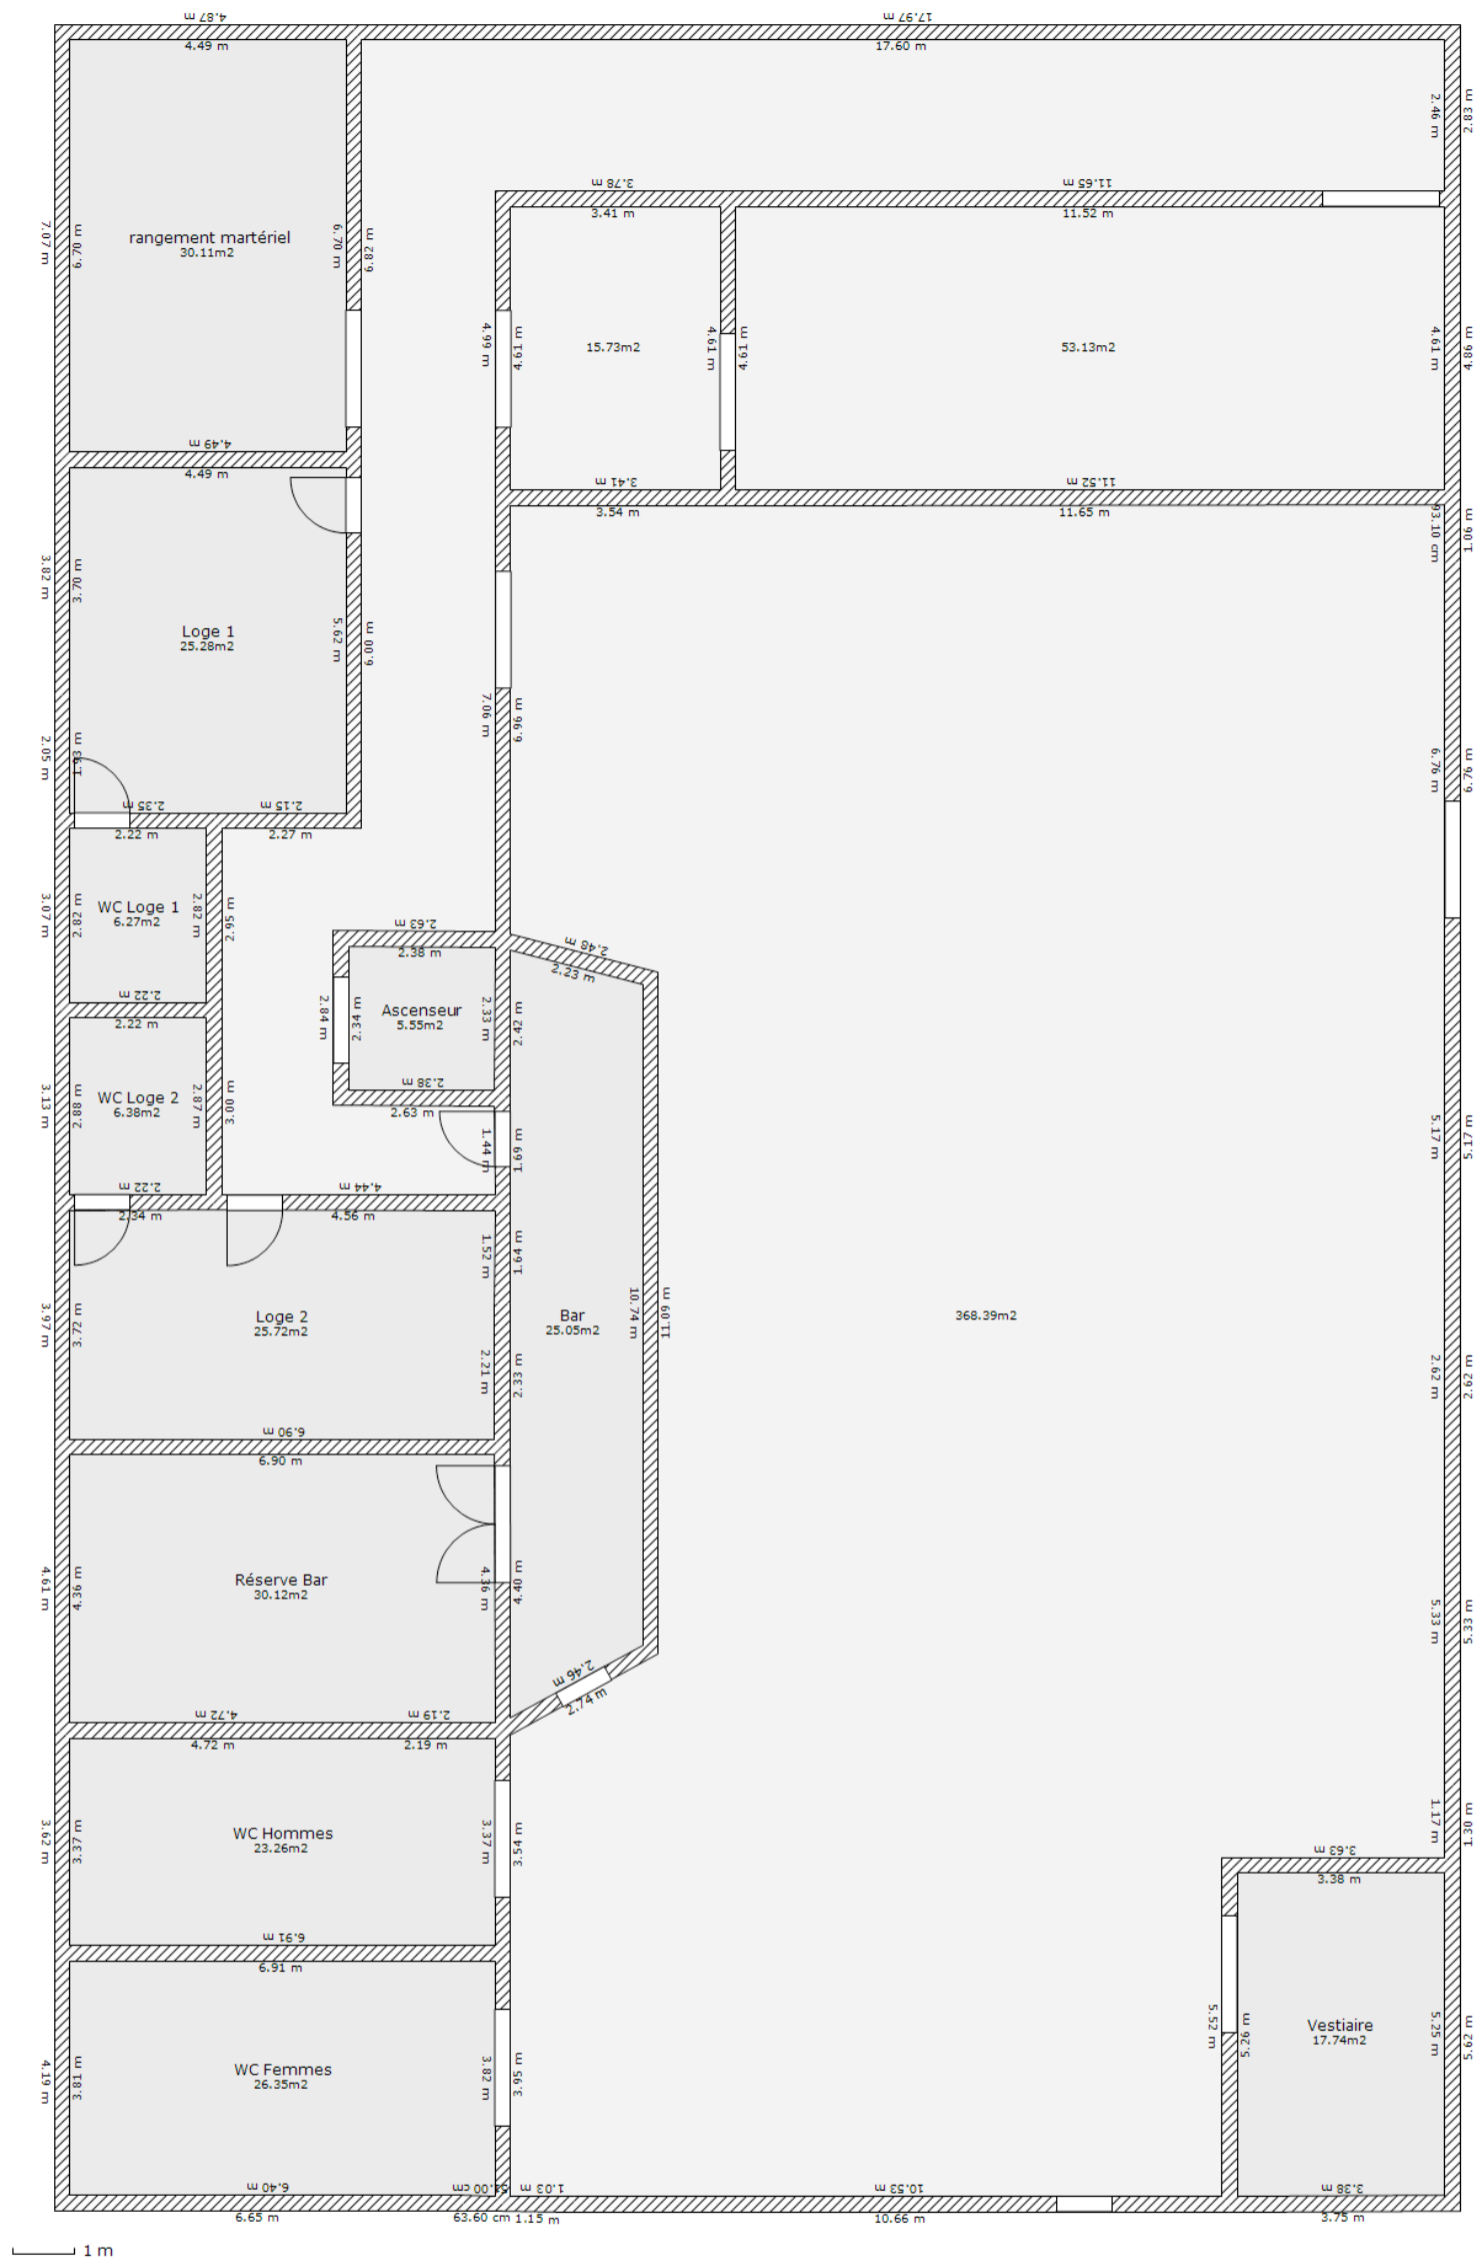 4.87 m
17.97 m
4.49 m
17.60 m
2.46 m
2.83 m
3.78 m
11.65 m
3.41 m
11.52 m
7.07 m
6.70 m
rangement martériel
30.11m2
6.70 m
6.82 m
4.99 m
4.61 m
15.73m2
4.61 m
4.61 m
53.13m2
4.61 m
4.86 m
4.49 m
4.49 m
3.41 m
11.52 m
3.54 m
11.65 m
93.10 cm
1.06 m
3.82 m
3.70 m
Loge 1
25.28m2
5.62 m
6.00 m
7.06 m
6.96 m
2.05 m
1.93 m
6.76 m
6.76 m
2.35 m
2.15 m
2.22 m
2.27 m
3.07 m
2.82 m
WC Loge 1
6.27m2
2.82 m
2.95 m
2.63 m
2.38 m
2.48 m
2.23 m
2.22 m
2.22 m
2.84 m
2.34 m
Ascenseur
5.55m2
2.33 m
2.42 m
3.13 m
2.88 m
WC Loge 2
6.38m2
2.87 m
3.00 m
2.38 m
2.63 m
1.44 m
1.69 m
5.17 m
5.17 m
2.22 m
4.44 m
2.34 m
4.56 m
3.97 m
3.72 m
Loge 2
25.72m2
1.52 m
1.64 m
Bar
25.05m2
10.74 m
11.09 m
368.39m2
2.21 m
2.33 m
2.62 m
2.62 m
6.90 m
6.90 m
4.61 m
4.36 m
Réserve Bar
30.12m2
4.36 m
4.40 m
5.33 m
5.33 m
2.46 m
2.74 m
4.72 m
2.19 m
4.72 m
2.19 m
3.62 m
3.37 m
WC Hommes
23.26m2
3.37 m
3.54 m
1.17 m
1.30 m
3.63 m
3.38 m
6.91 m
6.91 m
4.19 m
3.81 m
WC Femmes
26.35m2
3.82 m
3.95 m
5.52 m
5.26 m
Vestiaire
17.74m2
5.25 m
5.62 m
6.40 m
51.00 cm
1.03 m
10.53 m
3.38 m
6.65 m
63.60 cm
1.15 m
10.66 m
3.75 m
1 m